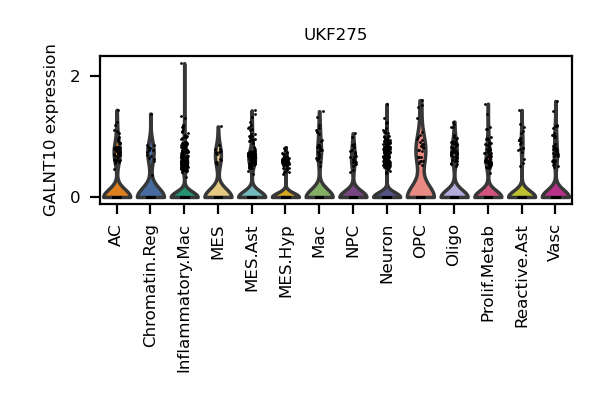 UKF275
GALNT10 expression
2
0
AC
Chromatin.Reg
Inflammatory.Mac
MES
MES.Ast
MES.Hyp
Mac
NPC
Neuron
OPC
Oligo
Prolif.Metab
Reactive.Ast
Vasc